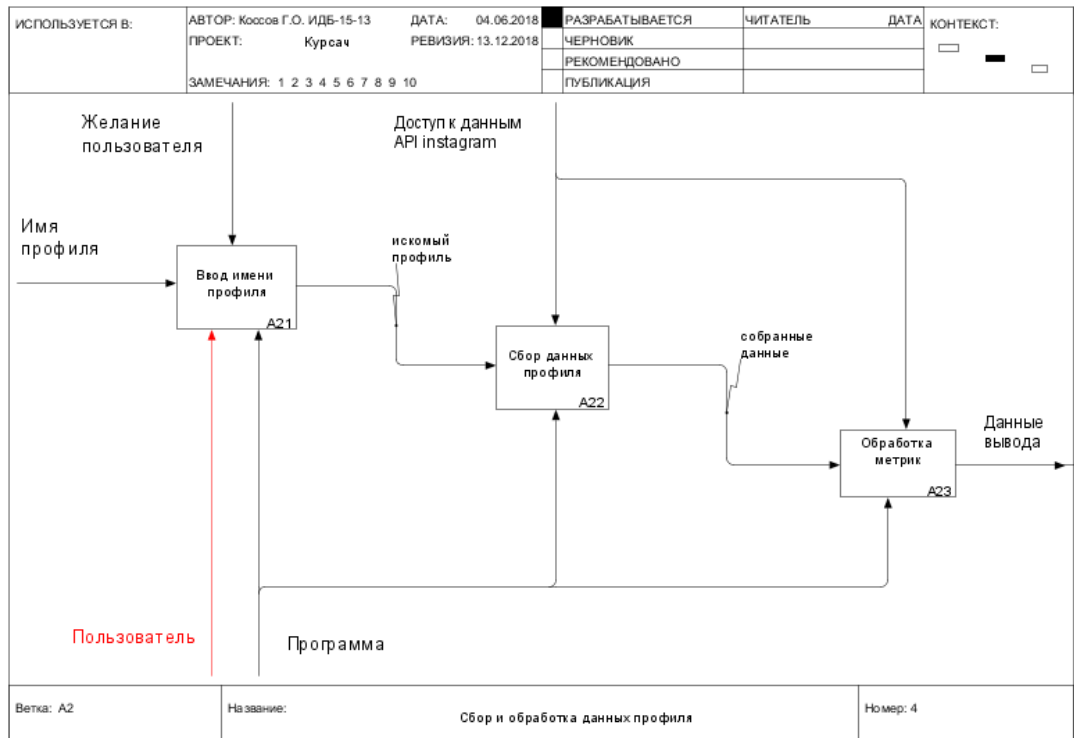 ИСПОЛЬЗУЕТСЯ В:
АВТОР: Коссов Г.О. ИДБ-15-13
ДАТА: 04.06.2018
ПРОЕКТ: Курсач
РЕВИЗИЯ: 13.12.2018
ЗАМЕЧАНИЯ: 1 2 3 4 5 6 7 8 9 10
РАЗРАБАТЫВАЕТСЯ
ЧЕРНОВИК
РЕКОМЕНДОВАНО
ПУБЛИКАЦИЯ
ЧИТАТЕЛЬ
ДАТА
КОНТЕКСТ:
Желание
пользователя
Доступ к данным
API instagram
Имя
профиля
Ввод имени
профиля
A21
искомый
профиль
Сбор данных
профиля
A22
собранные
данные
Обработка
метрик
A23
Данные
вывода
Пользователь
Программа
Ветка: A2
Название:
Сбор и обработка данных профиля
Номер: 4